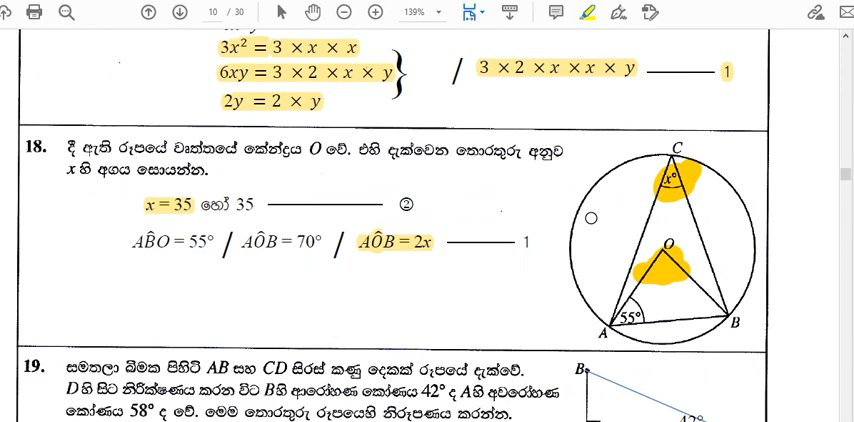 10 / 30
139%
3x² = 3 × x × x
6xy = 3 × 2 × x × y / 3 × 2 × x × x × y 1
2y = 2 × y
18. දී ඇති රූපයේ වෘත්තයේ කේන්ද්‍රය O වේ. එහි දැක්වෙන තොරතුරු අනුව
x හි අගය සොයන්න.
x = 35 හෝ 35 ②
AB̂O = 55° / AÔB = 70° / AÔB = 2x 1
C
x°
O
55°
A
B
19. සමතලා බිමක පිහිටි AB සහ CD සිරස් කණු දෙකක් රූපයේ දැක්වේ.
D හි සිට නිරීක්ෂණය කරන විට B හි ආරෝහණ කෝණය 42° ද A හි අවරෝහණ
කෝණය 58° ද වේ. මෙම තොරතුරු රූපයෙහි නිරූපණය කරන්න.
B
42°